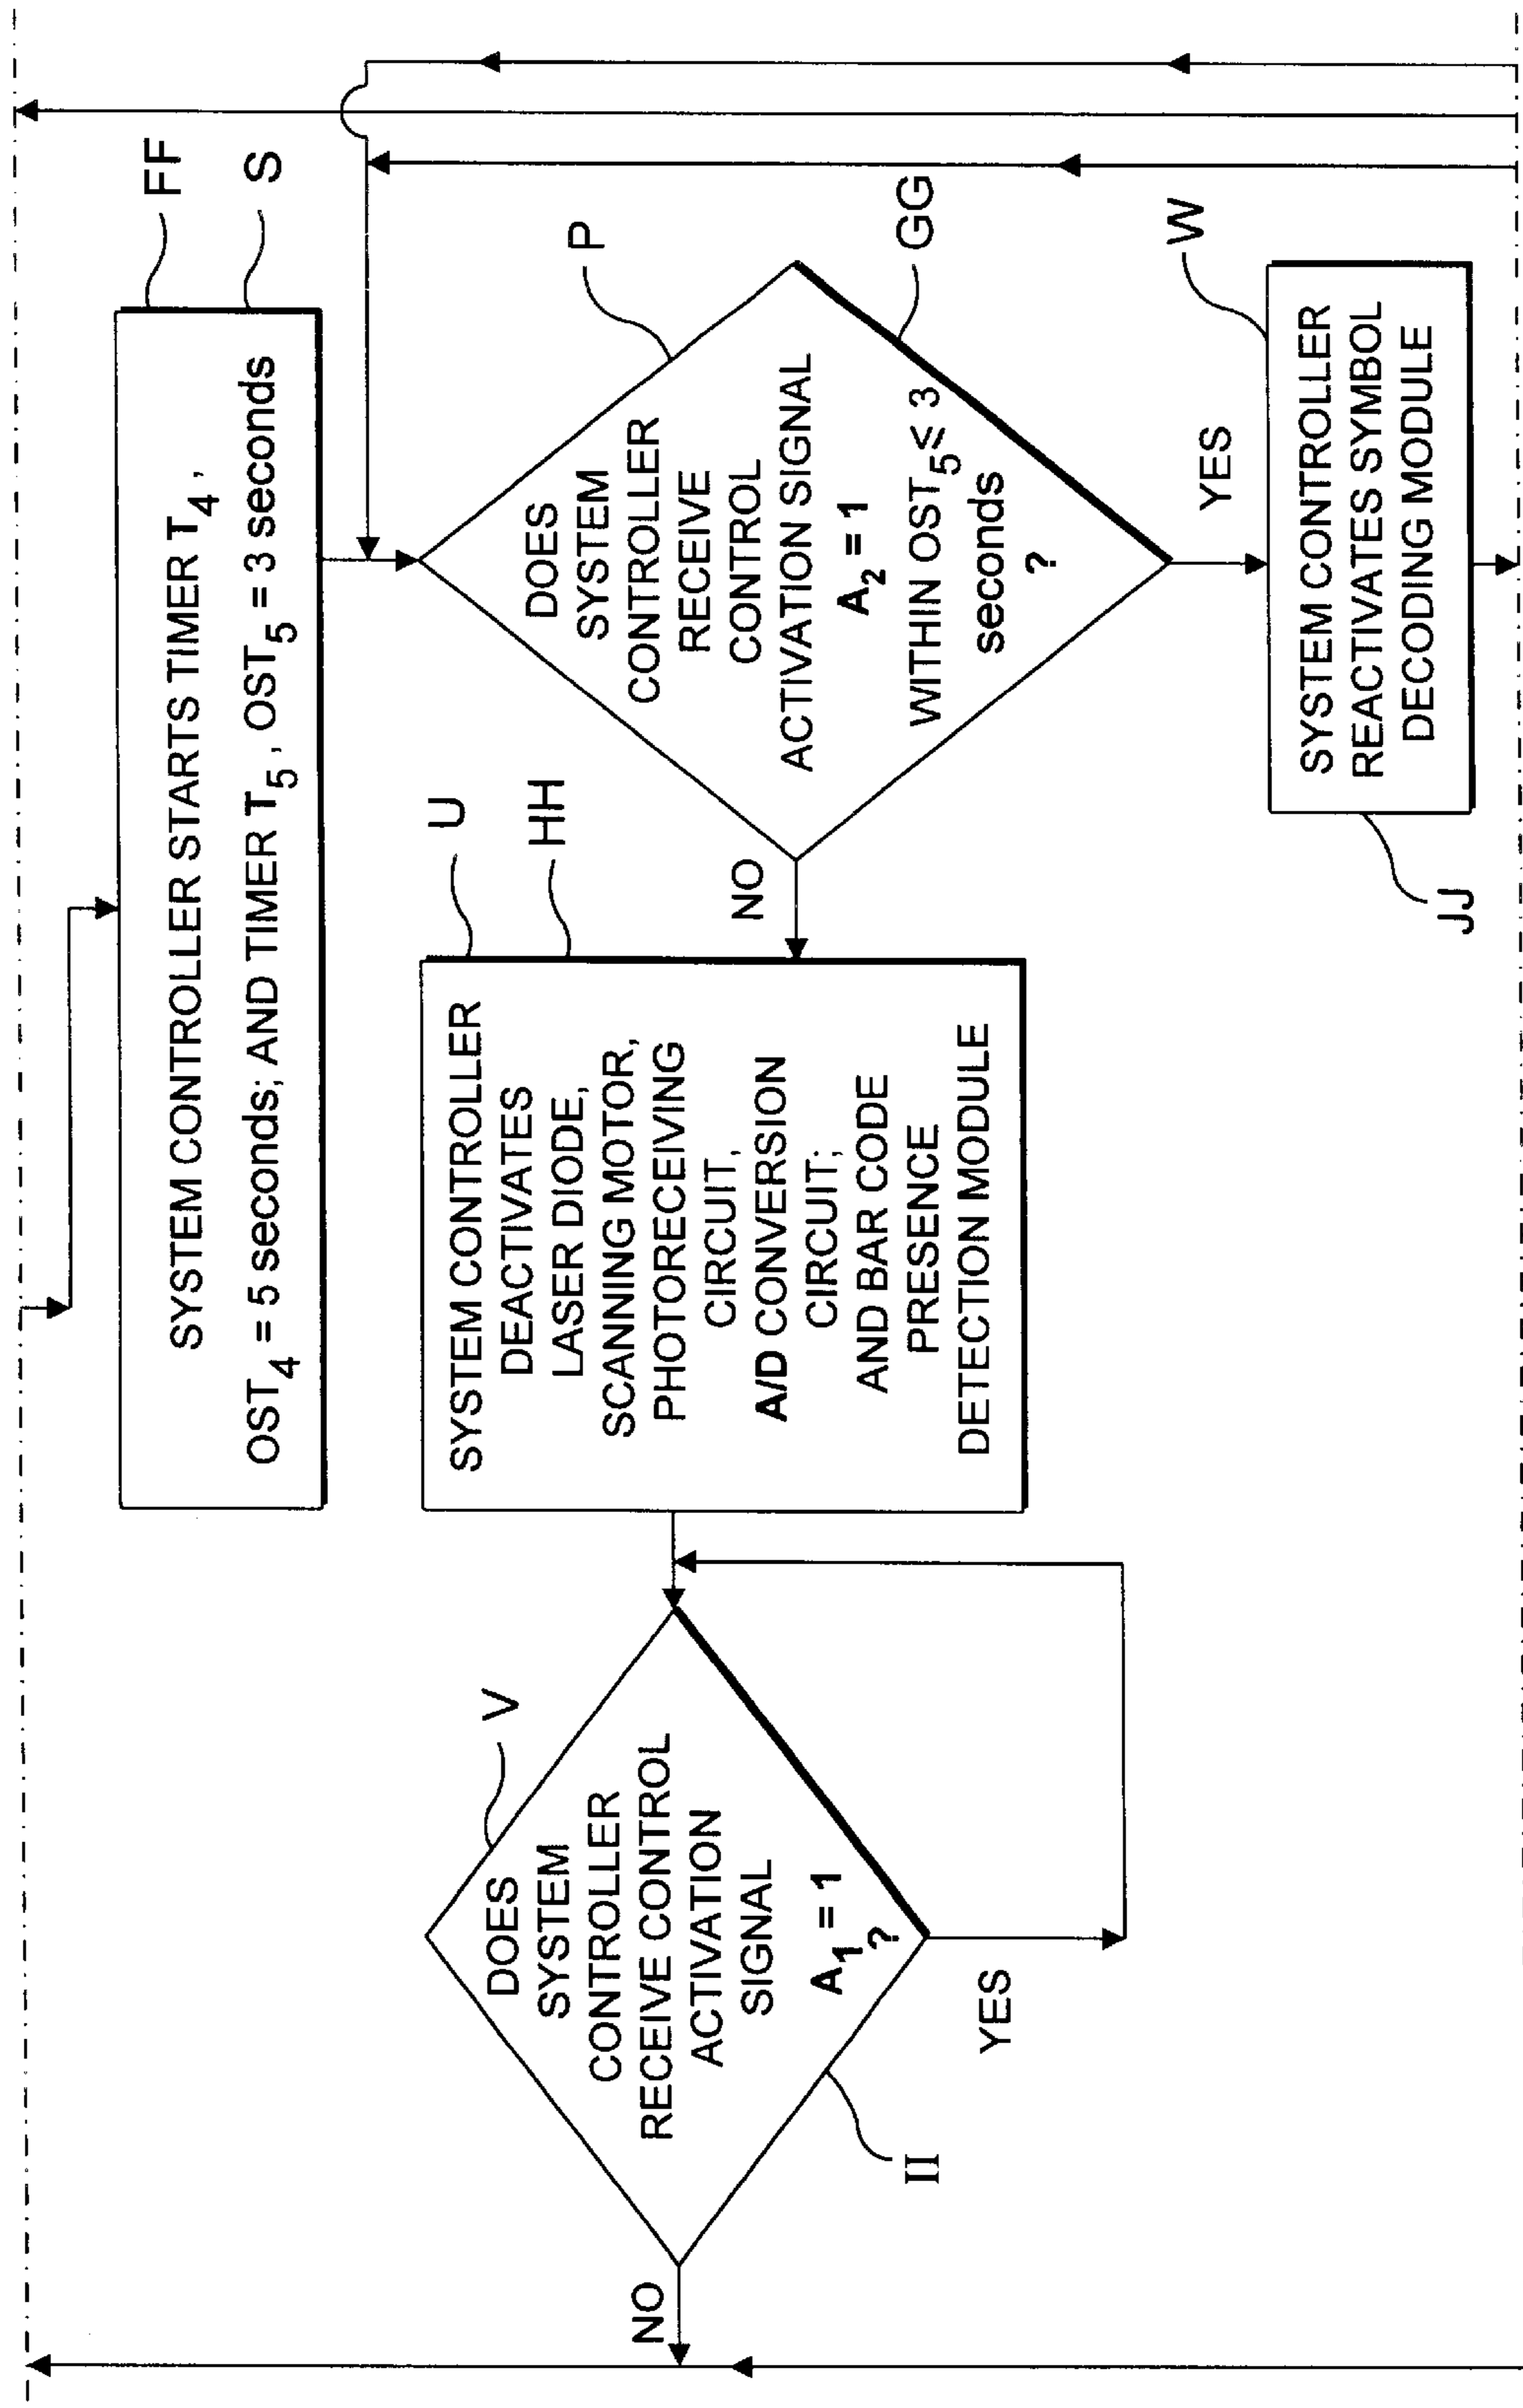 FF
S
SYSTEM CONTROLLER STARTS TIMER T4 ,
OST4 = 5 seconds; AND TIMER T5 , OST5 = 3 seconds
P
GG
DOES
SYSTEM
CONTROLLER
RECEIVE
CONTROL
ACTIVATION SIGNAL
A2 = 1
WITHIN OST5 ≤ 3
seconds
?
NO
YES
U
HH
SYSTEM CONTROLLER
DEACTIVATES
LASER DIODE,
SCANNING MOTOR,
PHOTORECEIVING
CIRCUIT,
A/D CONVERSION
CIRCUIT;
AND BAR CODE
PRESENCE
DETECTION MODULE
V
DOES
SYSTEM
CONTROLLER
RECEIVE CONTROL
ACTIVATION
SIGNAL
A1 = 1
?
NO
YES
II
W
SYSTEM CONTROLLER
REACTIVATES SYMBOL
DECODING MODULE
JJ